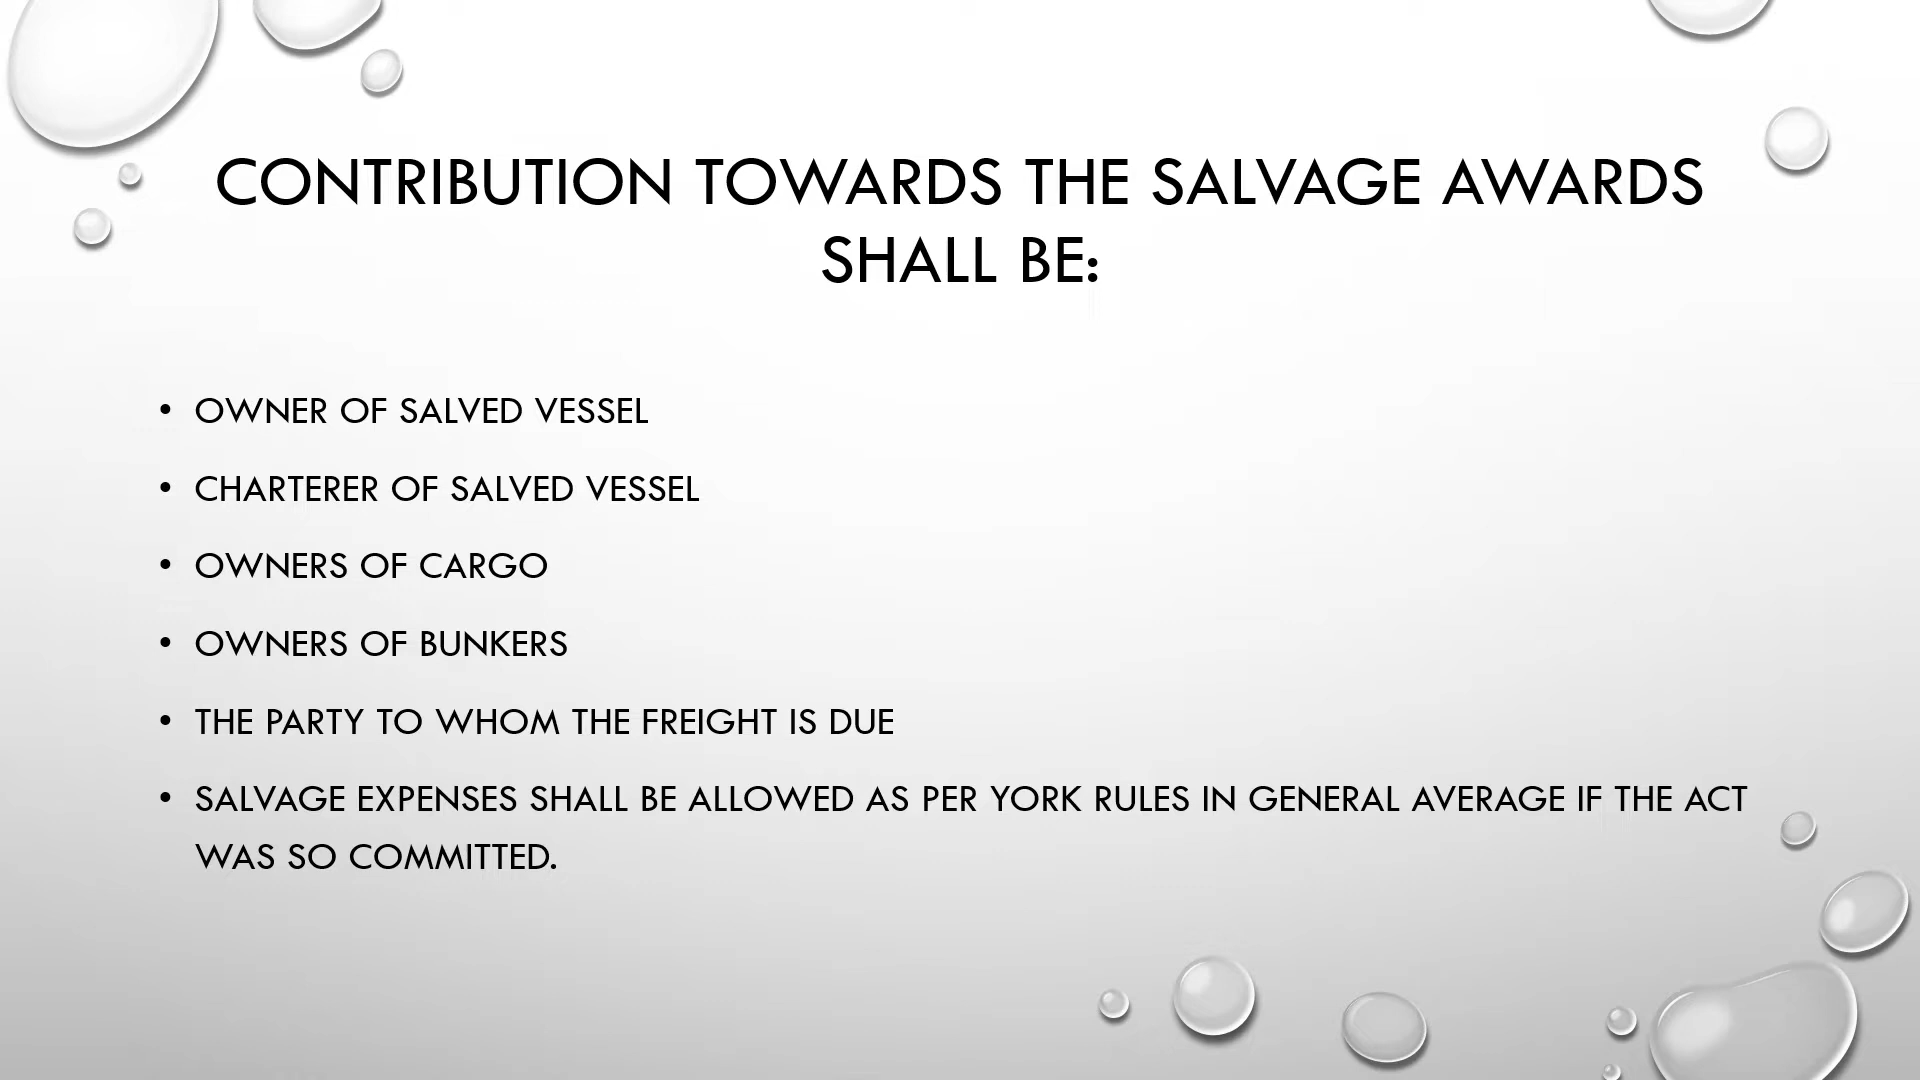 CONTRIBUTION TOWARDS THE SALVAGE AWARDS
SHALL BE:
• OWNER OF SALVED VESSEL
• CHARTERER OF SALVED VESSEL
• OWNERS OF CARGO
• OWNERS OF BUNKERS
• THE PARTY TO WHOM THE FREIGHT IS DUE
• SALVAGE EXPENSES SHALL BE ALLOWED AS PER YORK RULES IN GENERAL AVERAGE IF THE ACT
WAS SO COMMITTED.